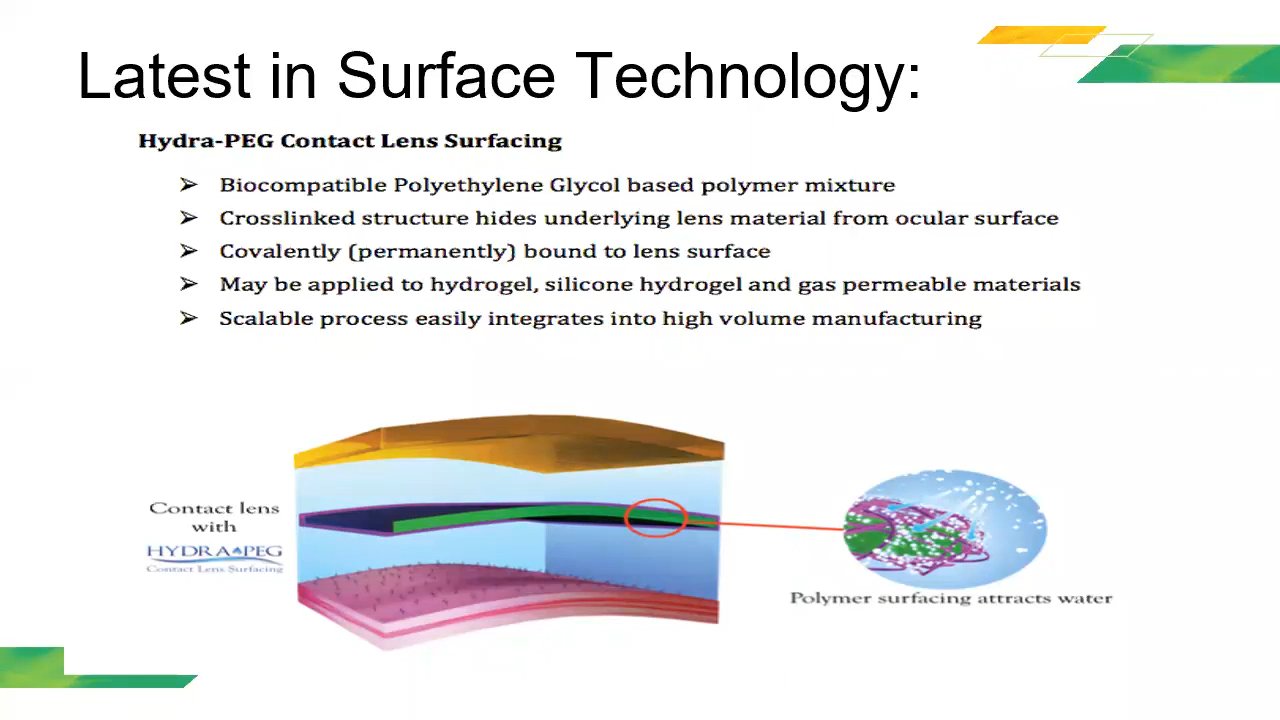 Latest in Surface Technology:
Hydra-PEG Contact Lens Surfacing
➢ Biocompatible Polyethylene Glycol based polymer mixture
➢ Crosslinked structure hides underlying lens material from ocular surface
➢ Covalently (permanently) bound to lens surface
➢ May be applied to hydrogel, silicone hydrogel and gas permeable materials
➢ Scalable process easily integrates into high volume manufacturing
Contact lens
with
HYDRA PEG
Contact Lens Surfacing
Polymer surfacing attracts water